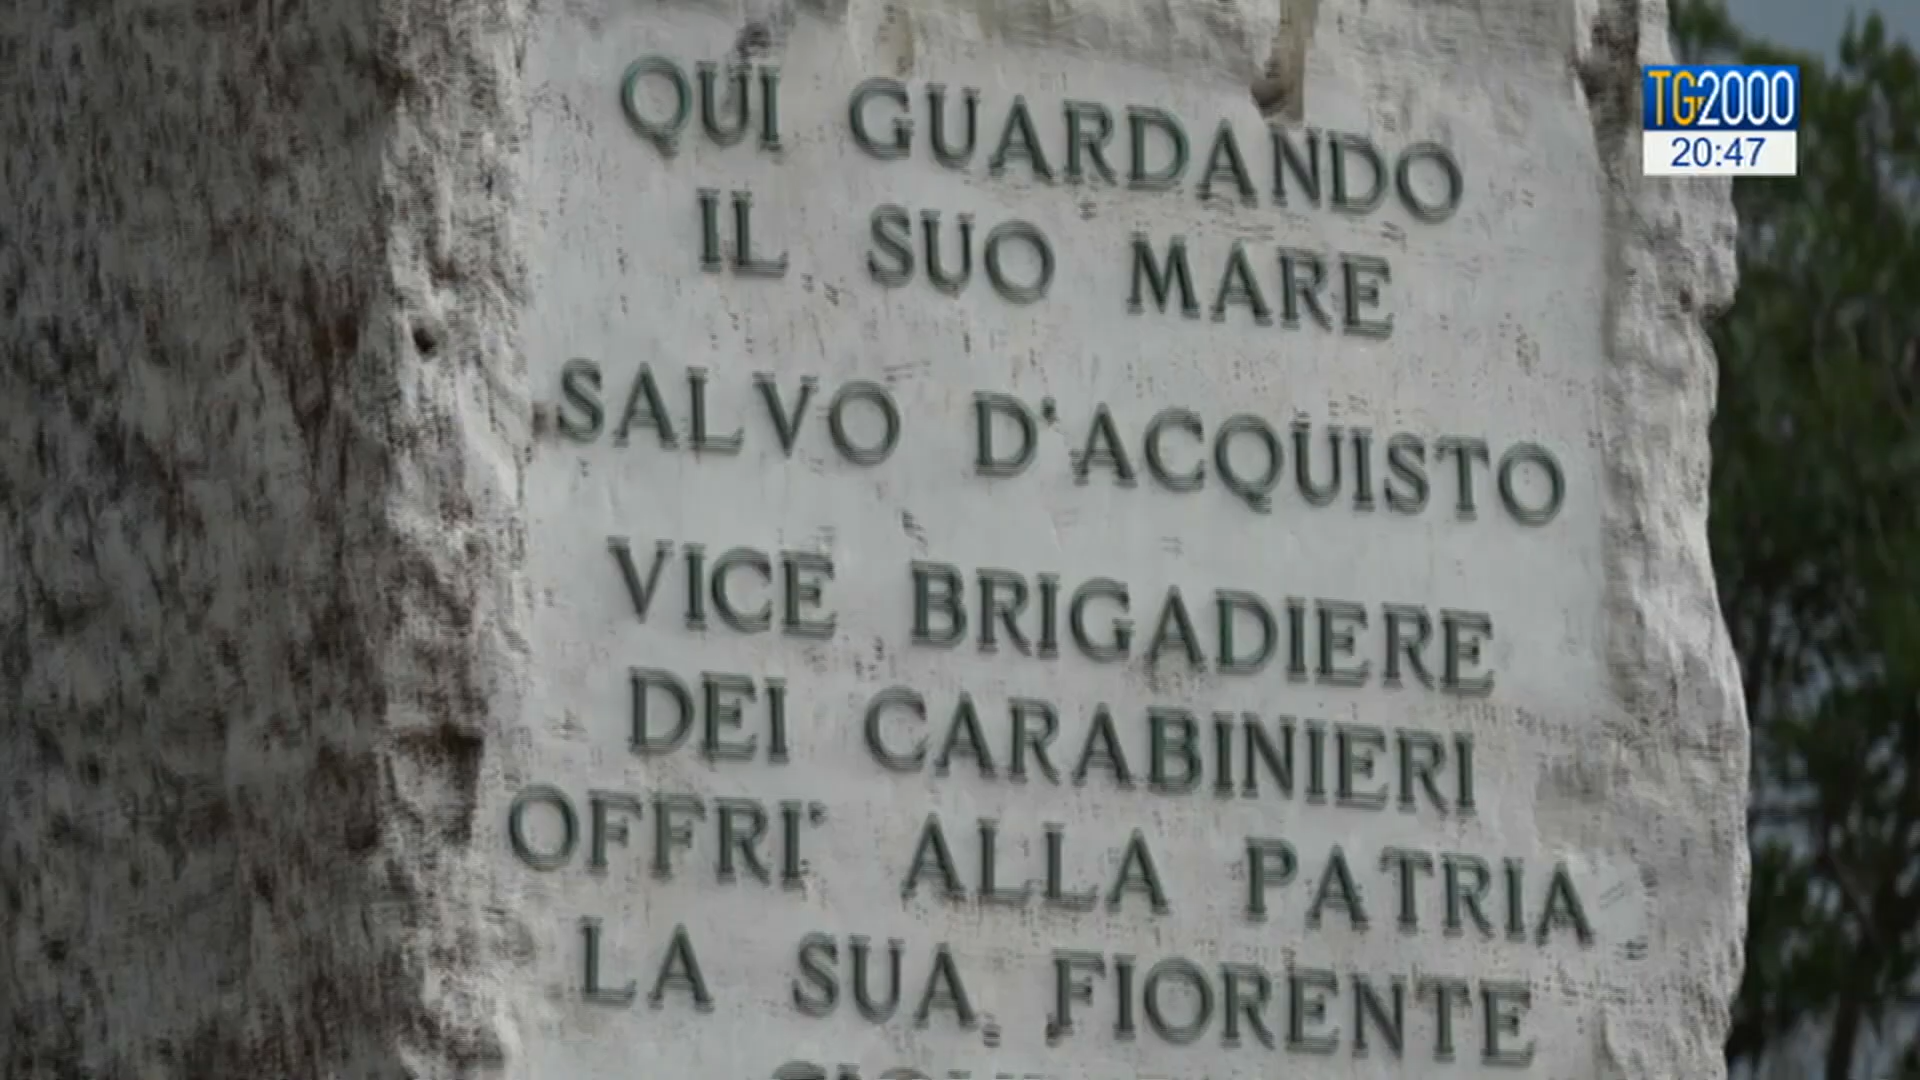 TG2000
20:47
QUI GUARDANDO
IL SUO MARE
SALVO D'ACQUISTO
VICE BRIGADIERE
DEI CARABINIERI
OFFRI' ALLA PATRIA
LA SUA FIORENTE